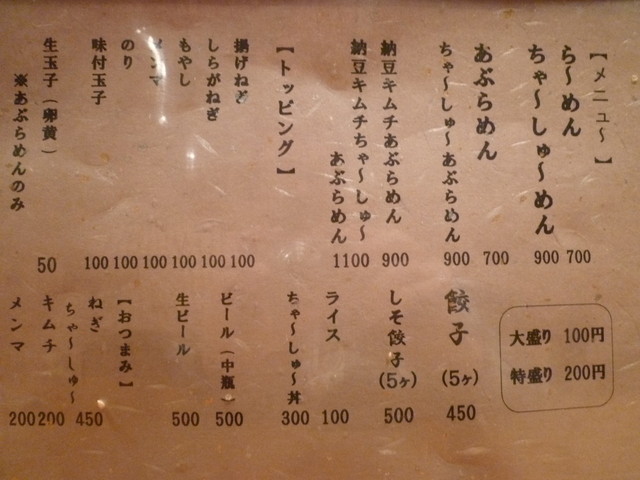 【メニュ〜】
ら〜めん 700
ちゃ〜しゅ〜めん 900
あぶらめん 700
ちゃ〜しゅ〜あぶらめん 900
納豆キムチあぶらめん 900
納豆キムチちゃ〜しゅ〜
あぶらめん 1100
【トッピング】
揚げねぎ 100
しらがねぎ 100
もやし 100
メンマ 100
のり 100
味付玉子 100
生玉子（卵黄） 50
※あぶらめんのみ
大盛り 100円
特盛り 200円
餃子 (5ヶ) 450
しそ餃子 (5ヶ) 500
ライス 100
ちゃ〜しゅ〜丼 300
ビール（中瓶） 500
生ビール 500
【おつまみ】
ねぎ
ちゃ〜しゅ〜 450
キムチ 200
メンマ 200